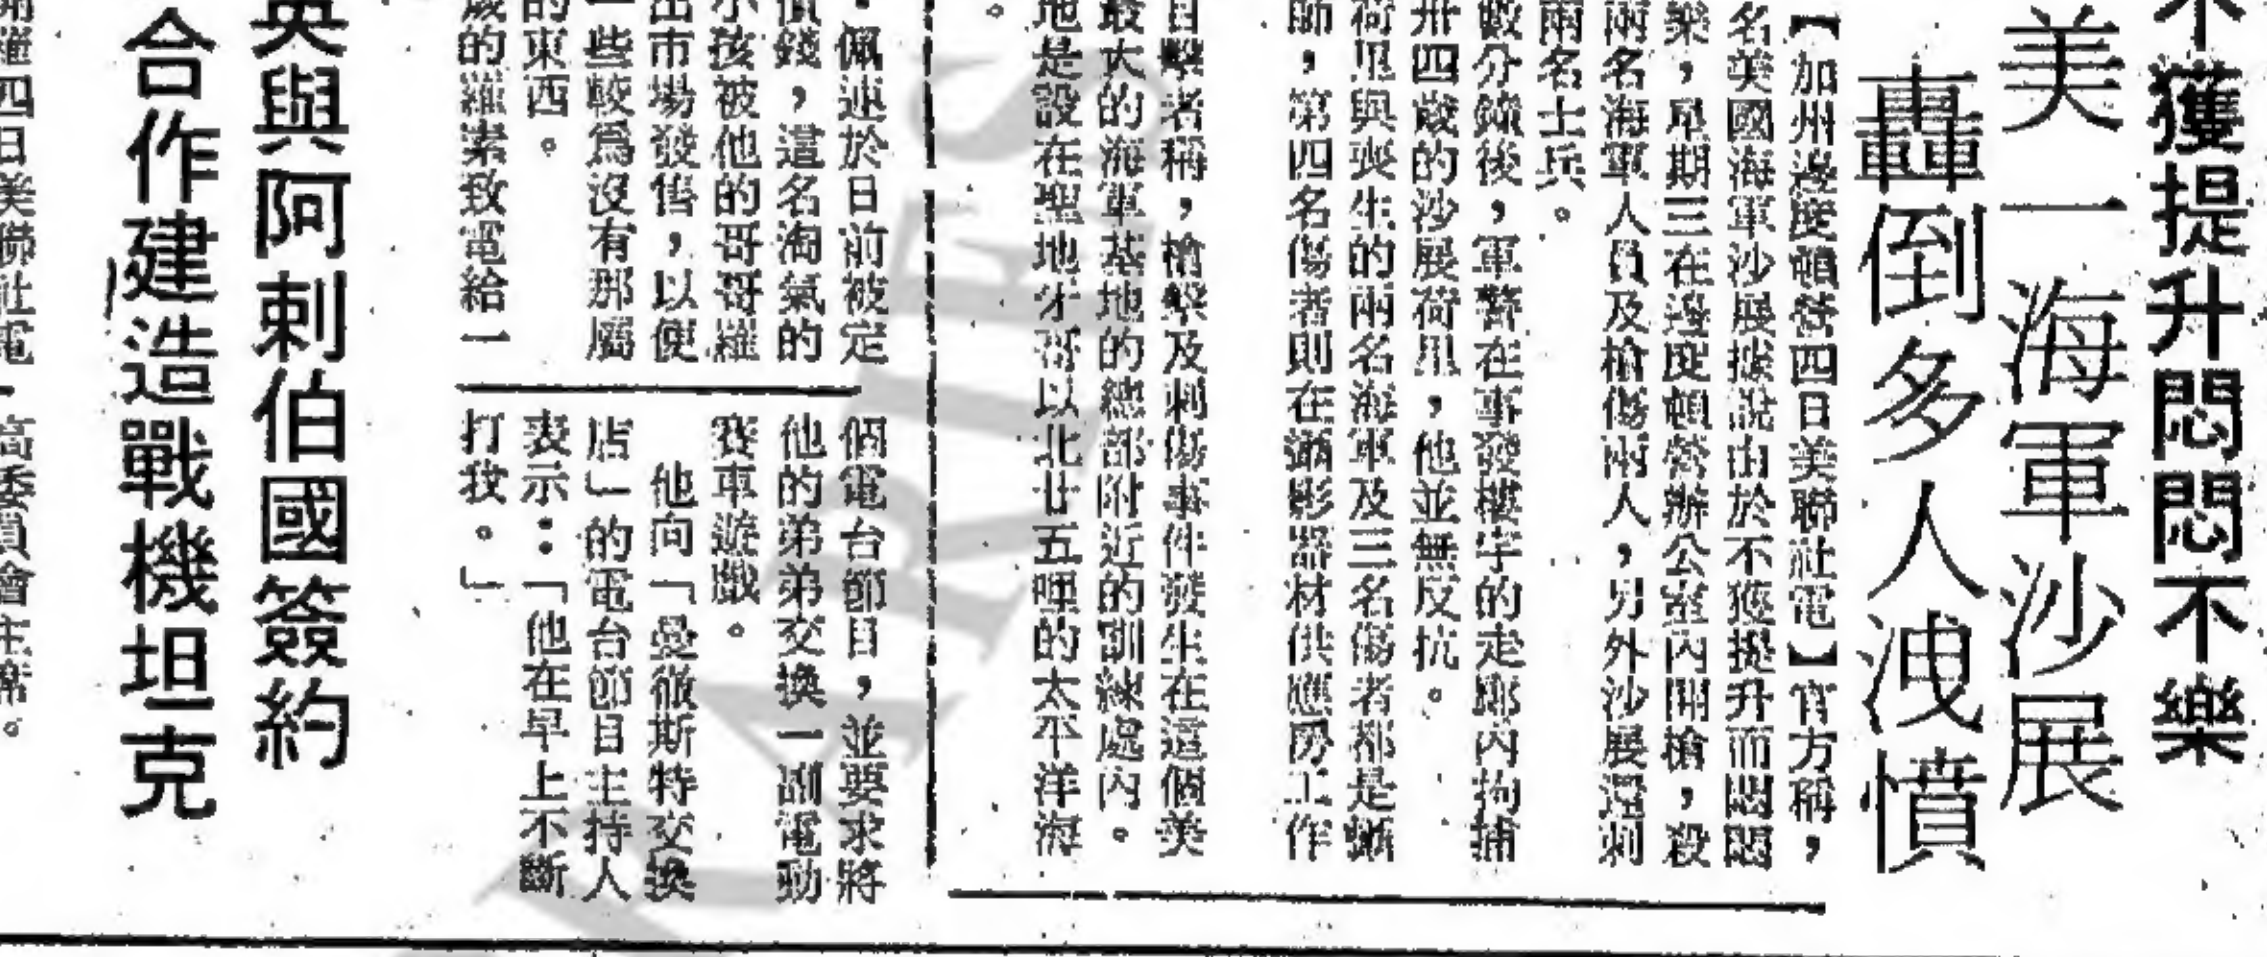 不獲提升悶悶不樂
美一海軍沙展
轟倒多人洩憤
【加州邊度頓營四日美聯社電】官方稱，
名美國海軍沙展據說由於不獲提升而悶悶
樂，星期三在邊度頓營辦公室內開槍，殺
兩名海軍人員及槍傷兩人，另外沙展還刺
兩名士兵。
數分鐘後，軍警在事發樓宇的走廊內拘捕
卅四歲的沙展荷里，他並無反抗。
荷里與喪生的兩名海軍及三名傷者都是攝
師，第四名傷者則在攝影器材供應房工作
目擊者稱，槍擊及刺傷事件發生在這個美
最大的海軍基地的總部附近的訓練處內。
地是設在聖地牙哥以北廿五哩的太平洋海
。
佩連於日前被定
價錢，這名淘氣的
小孩被他的哥哥羅
出市場發售，以便
一些較為沒有那屬
的東西。
歲的羅素致電給一
個電台節目，並要求將
他的弟弟交換一副電動
賽車遊戲。
他向「曼徹斯特交換
店」的電台節目主持人
表示：「他在早上不斷
打我。」
英與阿剌伯國簽約
合作建造戰機坦克
開羅四日美聯社電・高委員會主席。